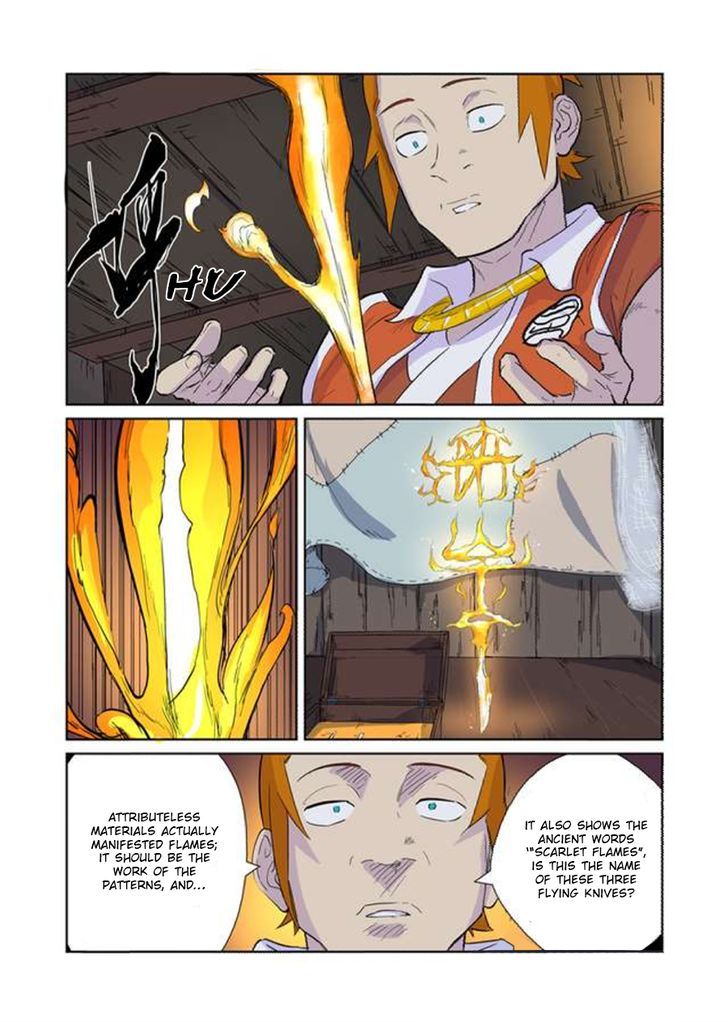 HU
ATTRIBUTELESS
MATERIALS ACTUALLY
MANIFESTED FLAMES;
IT SHOULD BE THE
WORK OF THE
PATTERNS, AND...
IT ALSO SHOWS THE
ANCIENT WORDS
'"SCARLET FLAMES",
IS THIS THE NAME
OF THESE THREE
FLYING KNIVES?